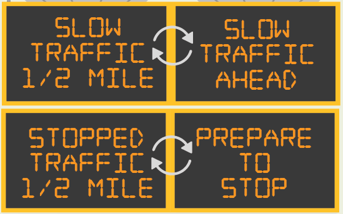 SLOW
TRAFFIC
1/2 MILE
SLOW
TRAFFIC
AHEAD
STOPPED
TRAFFIC
1/2 MILE
PREPARE
TO
STOP